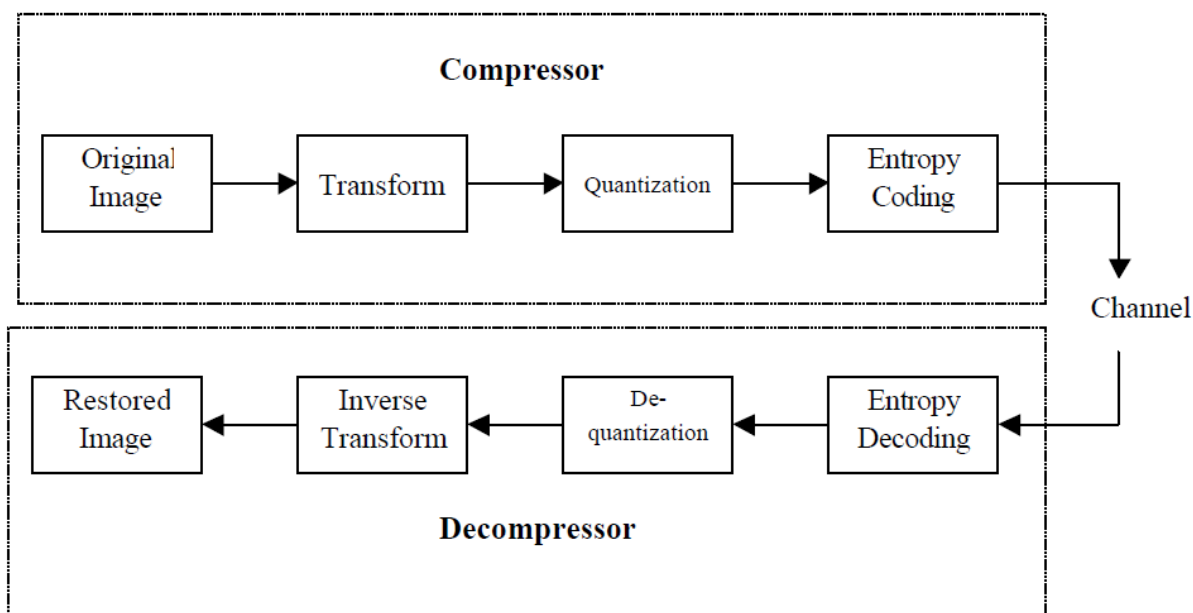 Compressor
Original
Image
Transform
Quantization
Entropy
Coding
Channel
Restored
Image
Inverse
Transform
De-
quantization
Entropy
Decoding
Decompressor